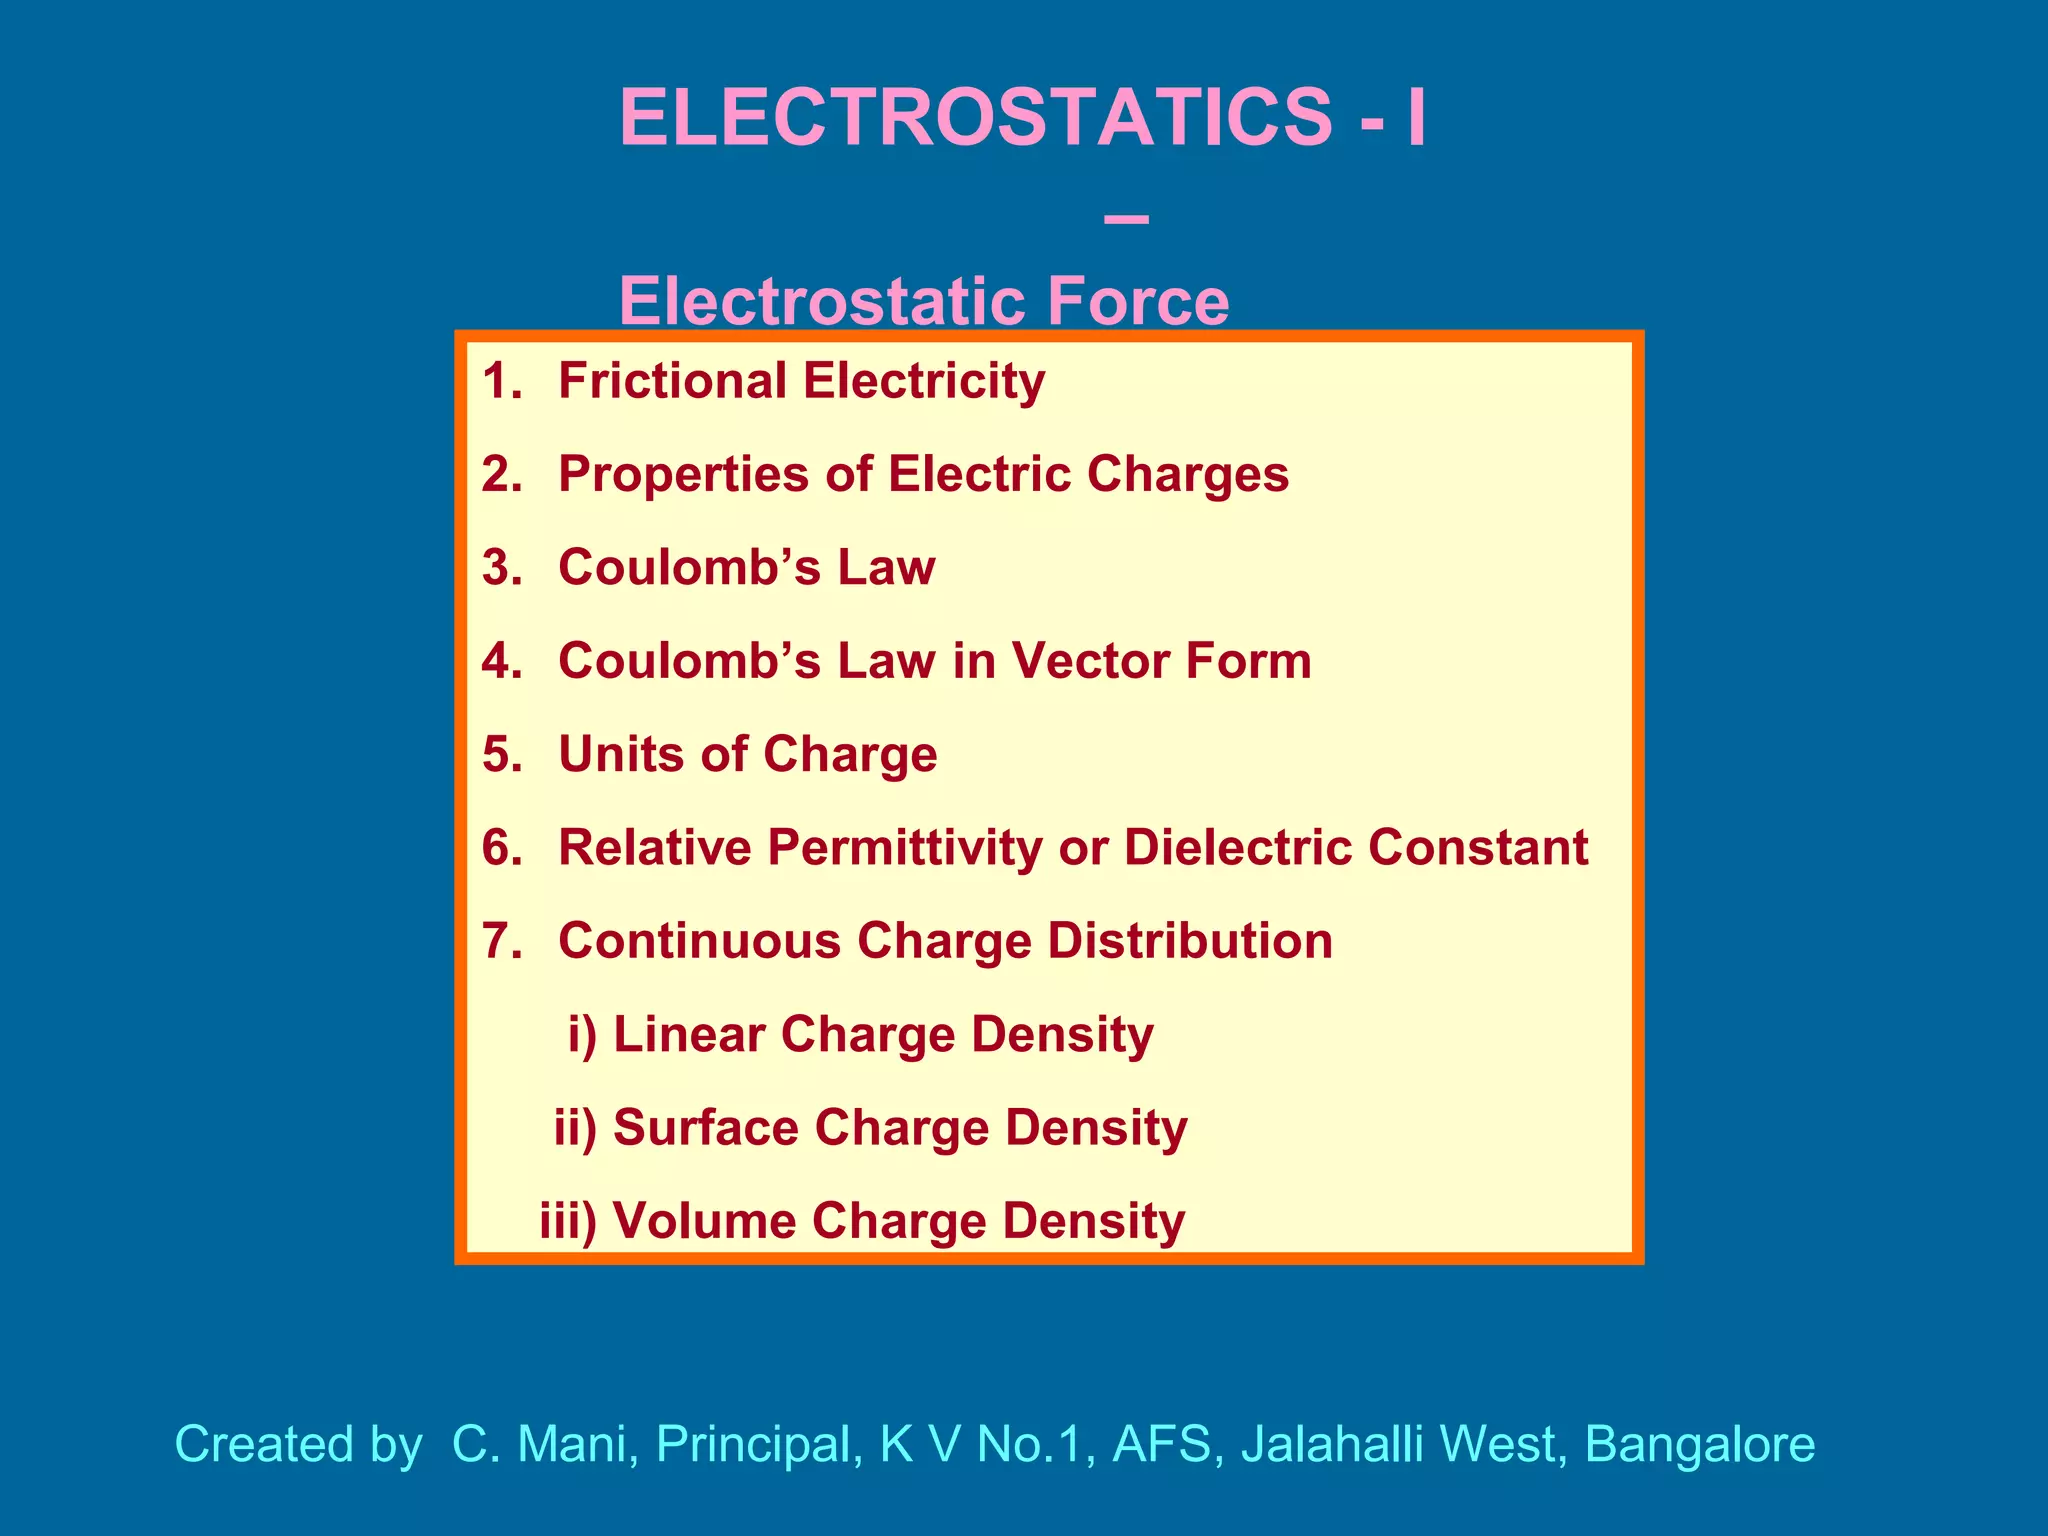 ELECTROSTATICS - I
–
Electrostatic Force
1. Frictional Electricity
2. Properties of Electric Charges
3. Coulomb’s Law
4. Coulomb’s Law in Vector Form
5. Units of Charge
6. Relative Permittivity or Dielectric Constant
7. Continuous Charge Distribution
i) Linear Charge Density
ii) Surface Charge Density
iii) Volume Charge Density
Created by C. Mani, Principal, K V No.1, AFS, Jalahalli West, Bangalore